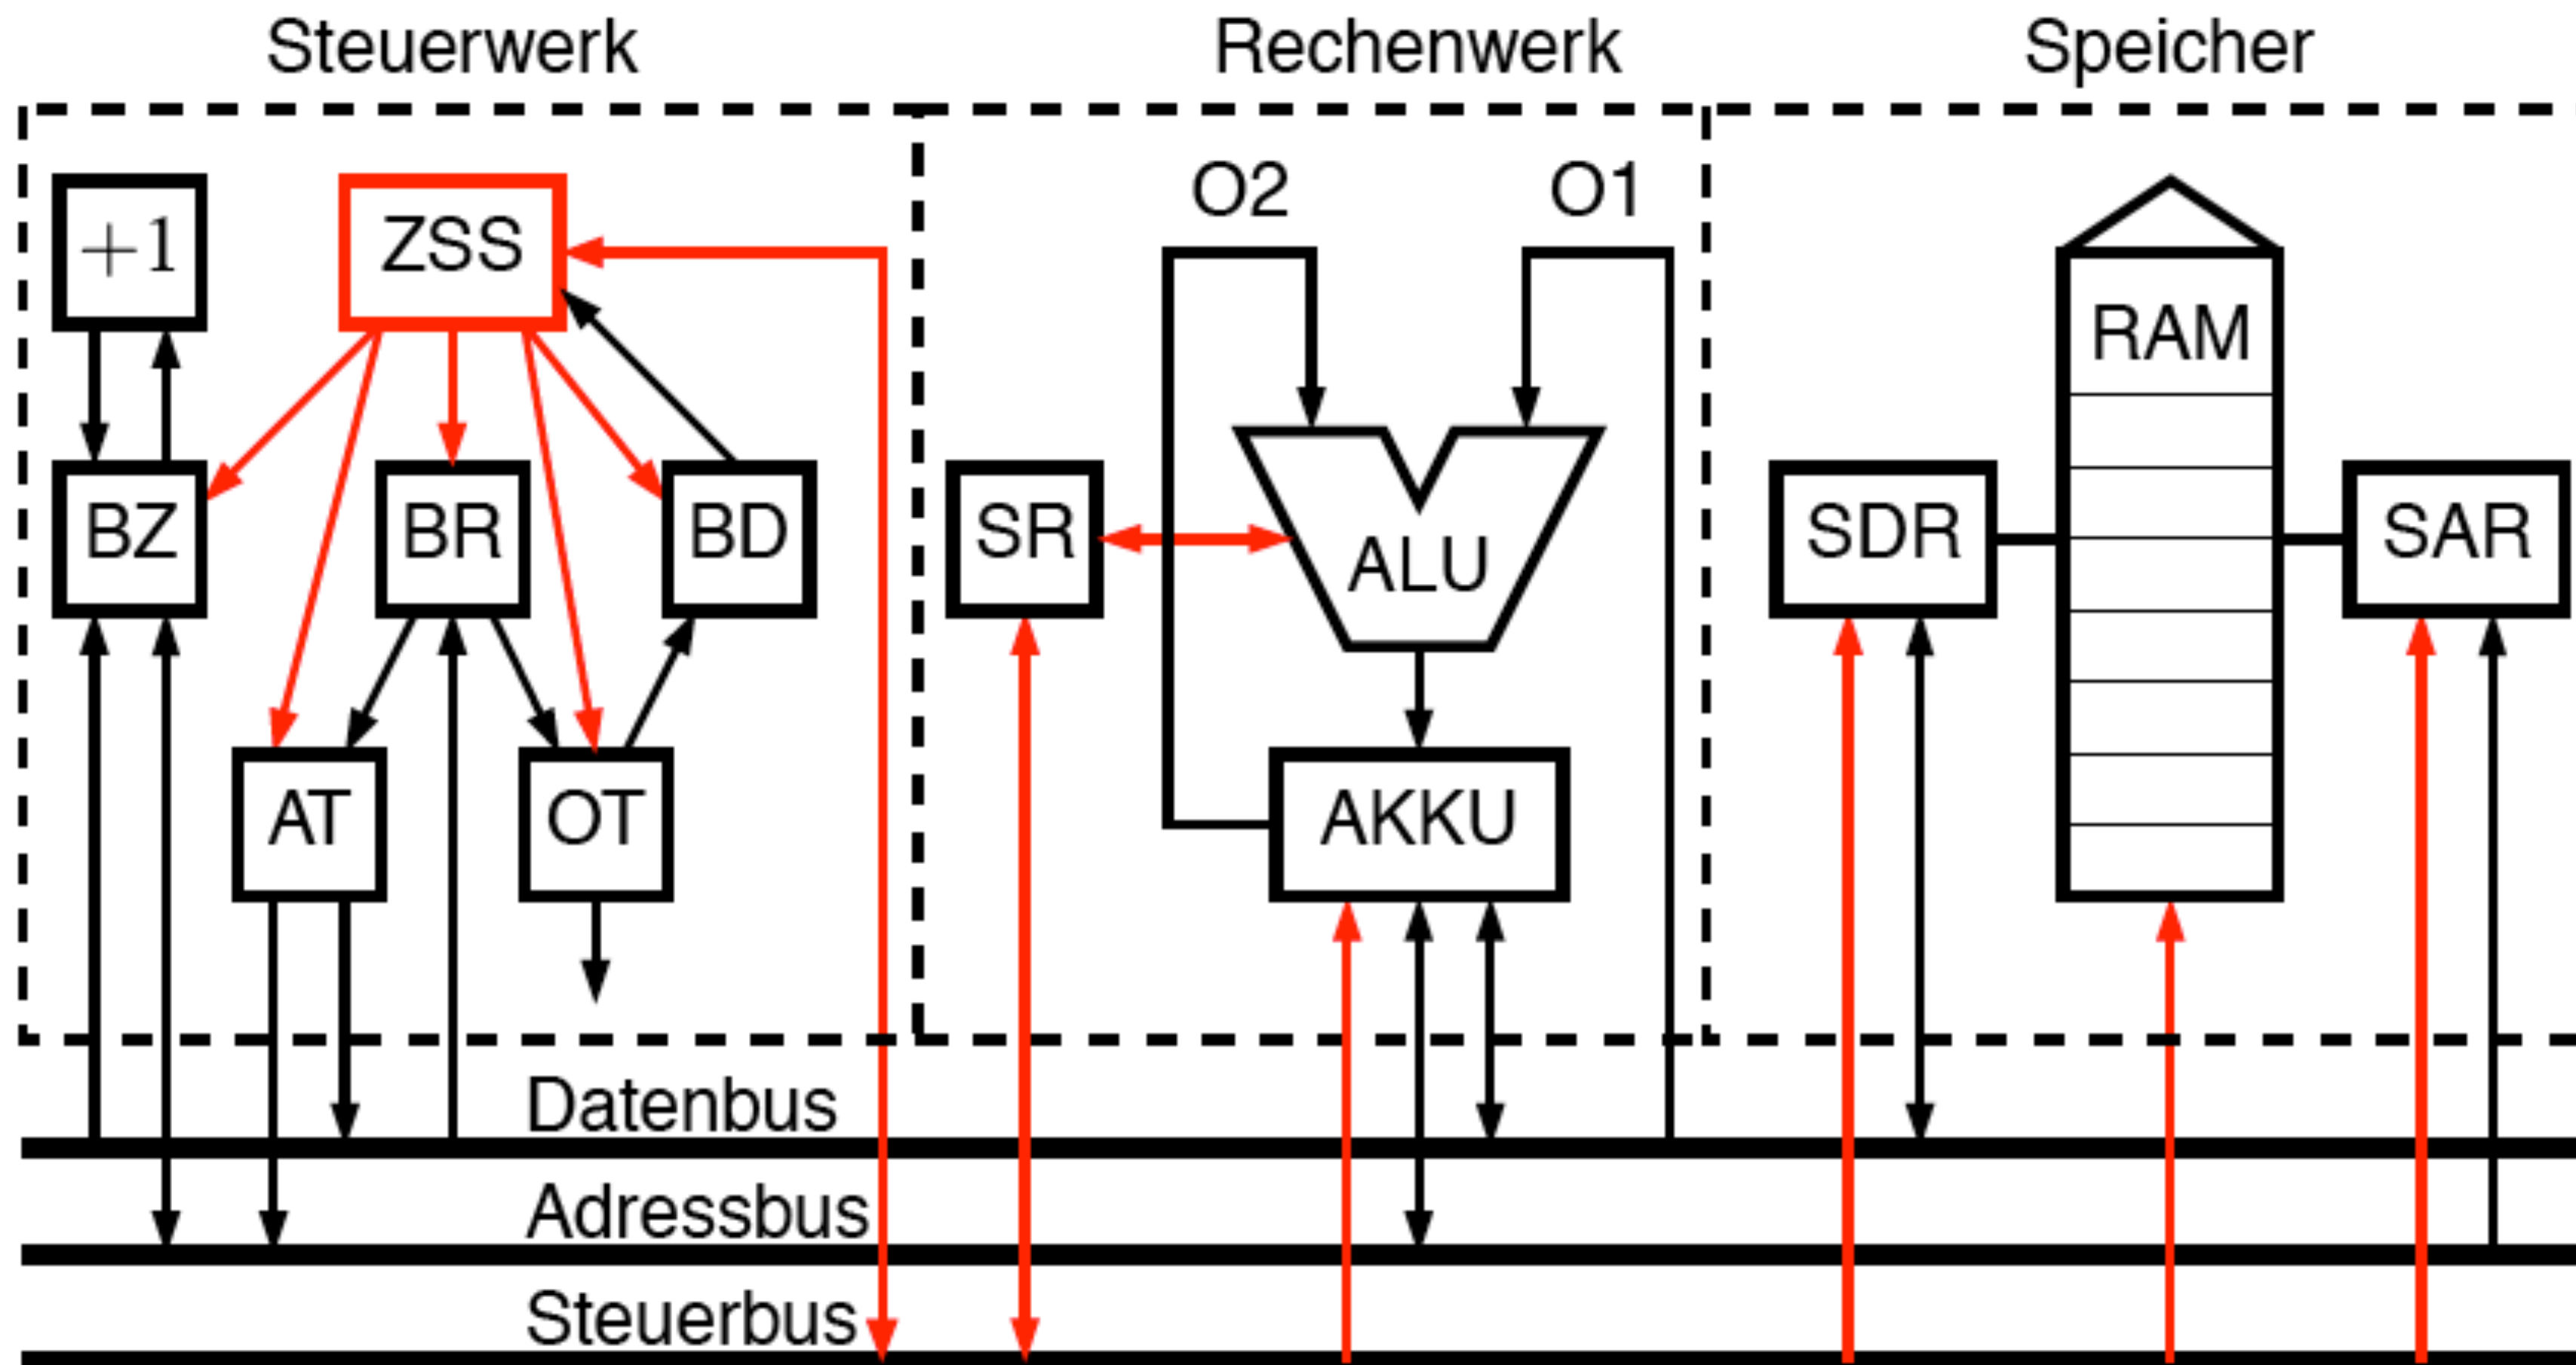 Steuerwerk
Rechenwerk
Speicher
+1
ZSS
O2
O1
RAM
BZ
BR
BD
SR
ALU
SDR
SAR
AT
OT
AKKU
Datenbus
Adressbus
Steuerbus